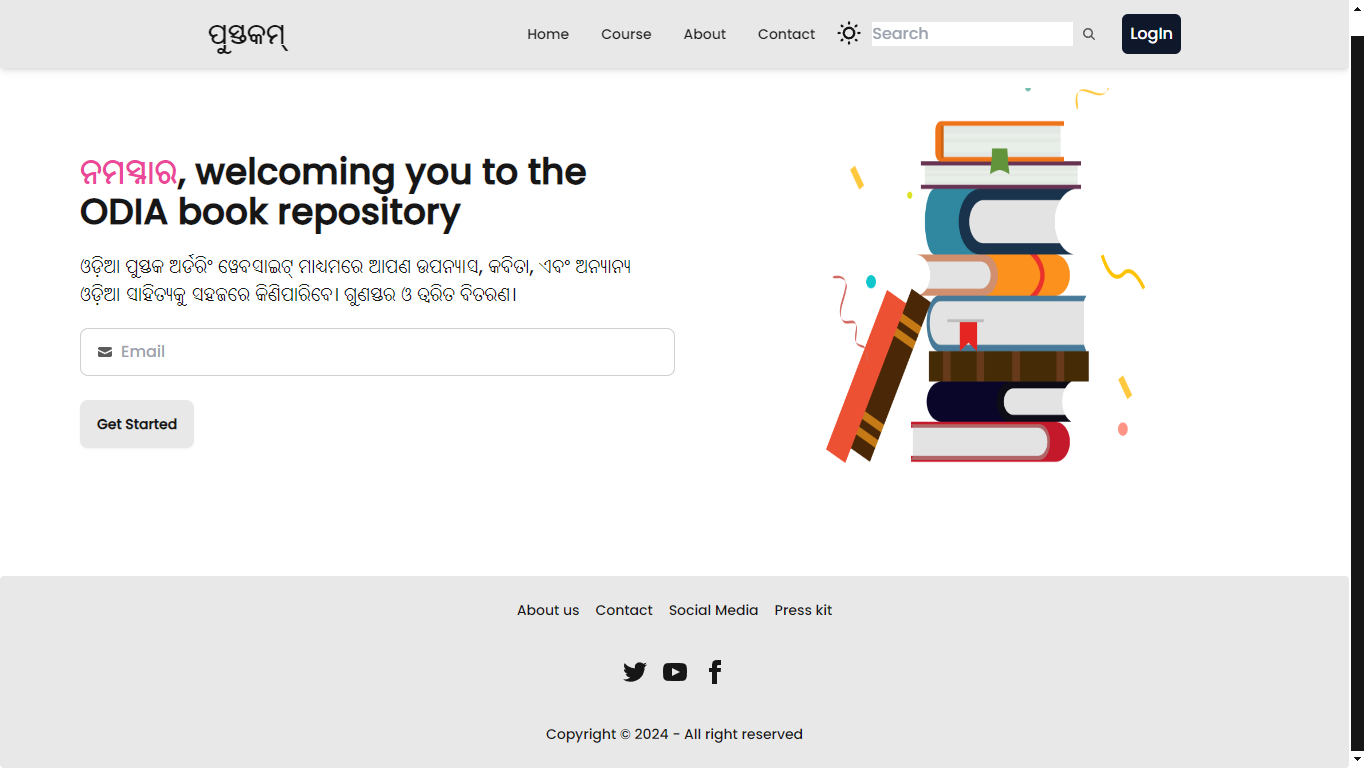 ପୁସ୍ତକମ୍
Home Course About Contact Search LogIn
ନମସ୍କାର, welcoming you to the
ODIA book repository
ଓଡ଼ିଆ ପୁସ୍ତକ ଅର୍ଡରିଂ ୱେବସାଇଟ୍ ମାଧ୍ୟମରେ ଆପଣ ଉପନ୍ୟାସ, କବିତା, ଏବଂ ଅନ୍ୟାନ୍ୟ
ଓଡ଼ିଆ ସାହିତ୍ୟକୁ ସହଜରେ କିଣିପାରିବେ। ଗୁଣସ୍ତର ଓ ତ୍ୱରିତ ବିତରଣ।
Email
Get Started
About us Contact Social Media Press kit
Copyright © 2024 - All right reserved